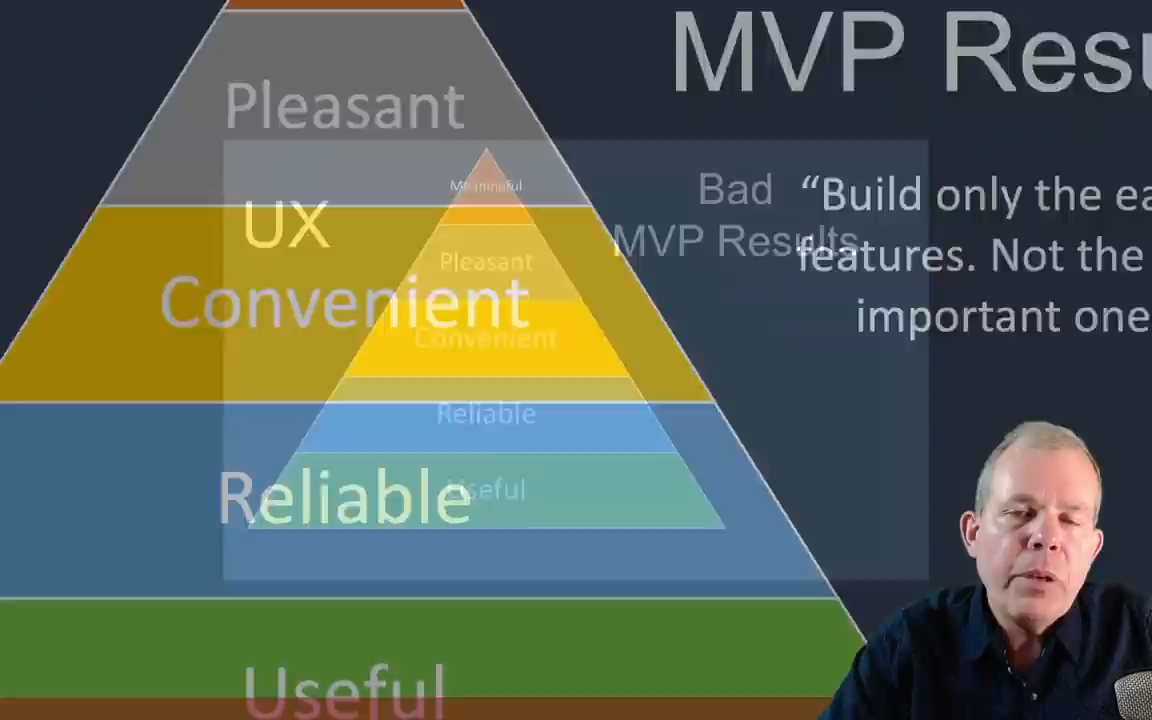 MVP Resu
Pleasant
Meaningful
Bad
MVP Results
“Build only the ea
features. Not the
important one
UX
Pleasant
Convenient
Convenient
Reliable
Reliable
Useful
Useful